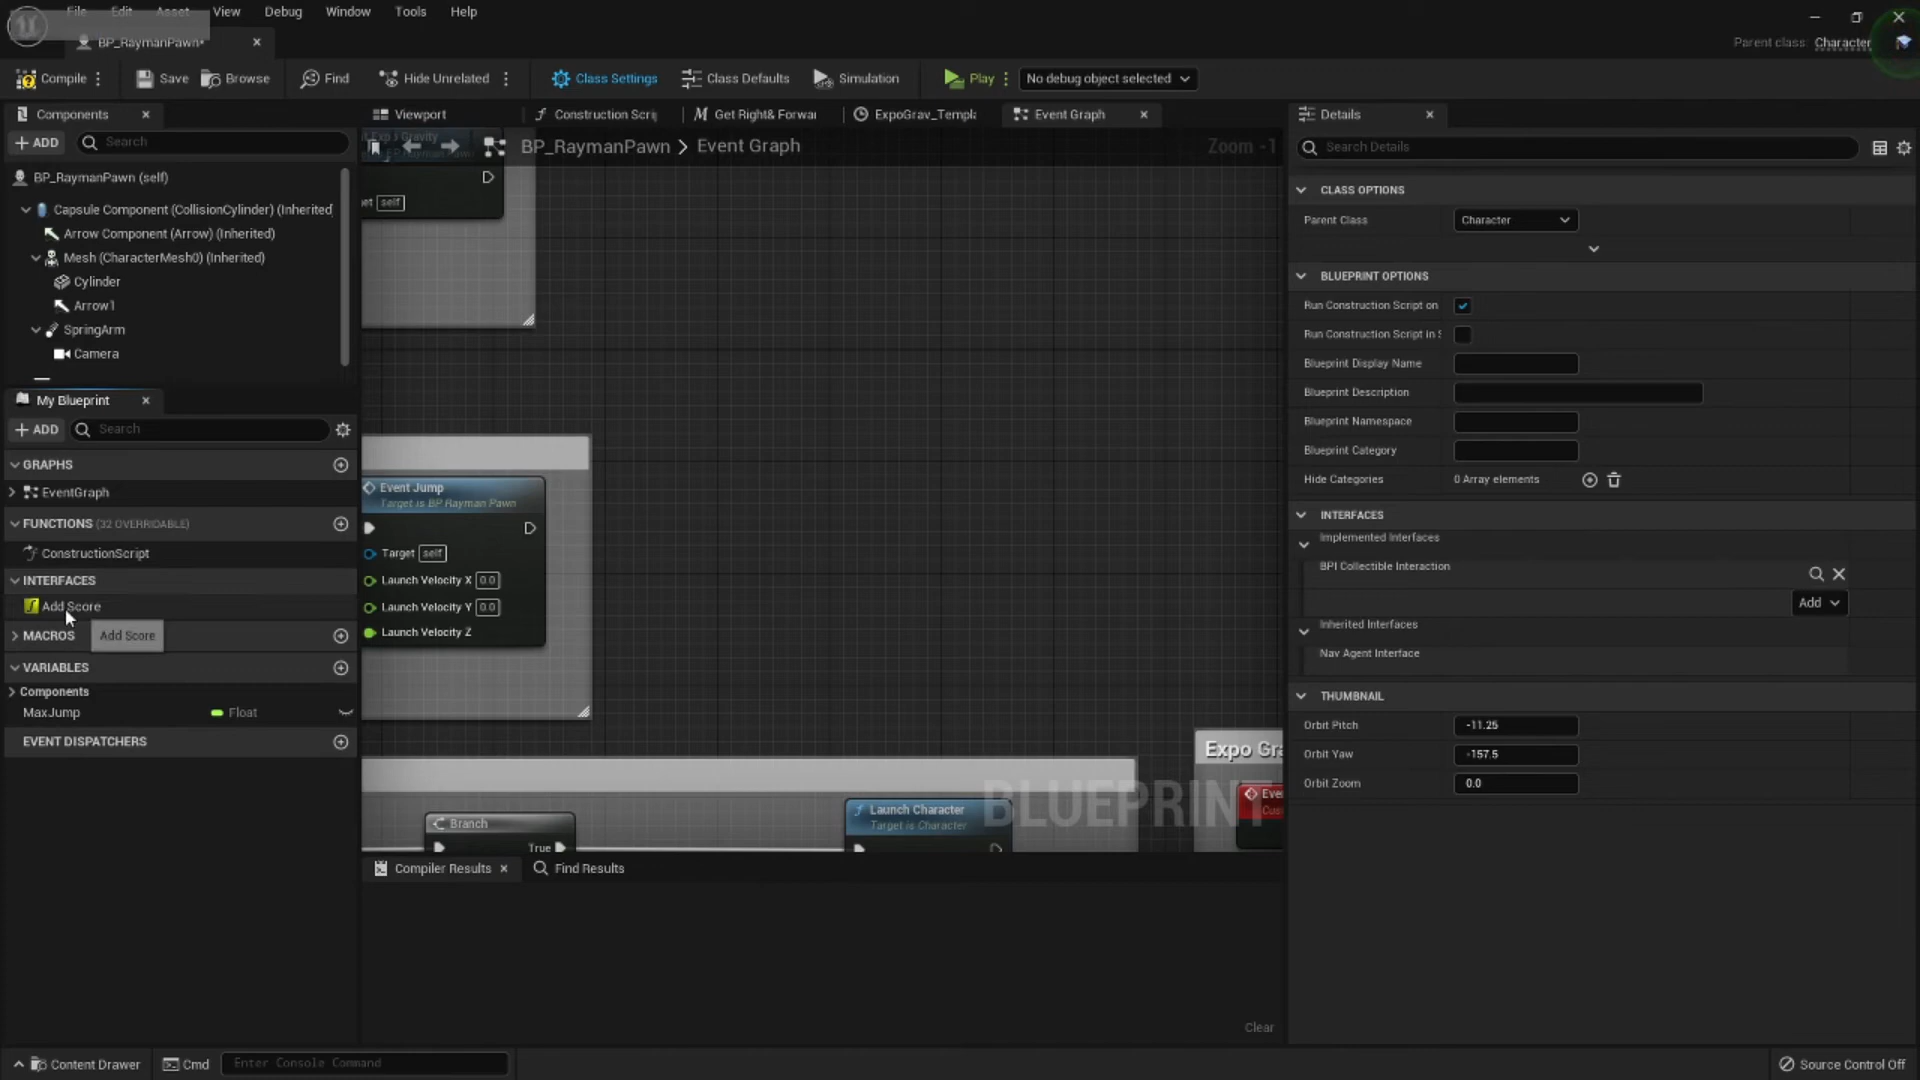 File Edit Asset View Debug Window Tools Help
BP_RaymanPawn*
Parent class: Character
Compile Save Browse Find Hide Unrelated Class Settings Class Defaults Simulation Play No debug object selected
Components
Viewport Construction Scrip Get Right& Forwa ExpoGrav_Templa Event Graph
Details
ADD Search
BP_RaymanPawn > Event Graph
Zoom -1
Search Details
BP_RaymanPawn (self)
Capsule Component (CollisionCylinder) (Inherited)
Arrow Component (Arrow) (Inherited)
Mesh (CharacterMesh0) (Inherited)
Cylinder
Arrow1
SpringArm
Camera
self
CLASS OPTIONS
Parent Class Character
BLUEPRINT OPTIONS
Run Construction Script on
Run Construction Script in S
Blueprint Display Name
Blueprint Description
Blueprint Namespace
Blueprint Category
Hide Categories 0 Array elements
INTERFACES
Implemented Interfaces
BPI Collectible Interaction
Add
Inherited Interfaces
Nav Agent Interface
THUMBNAIL
Orbit Pitch -11.25
Orbit Yaw -157.5
Orbit Zoom 0.0
My Blueprint
ADD Search
GRAPHS
EventGraph
FUNCTIONS (32 OVERRIDABLE)
ConstructionScript
INTERFACES
Add Score
MACROS
Add Score
VARIABLES
Components
MaxJump Float
EVENT DISPATCHERS
Event Jump
Target is BP Rayman Pawn
Target self
Launch Velocity X 0.0
Launch Velocity Y 0.0
Launch Velocity Z
Expo Gra
Eve
Cus
Branch
True
Launch Character
Target is Character
BLUEPRINT
Compiler Results Find Results
Clear
Content Drawer Cmd Enter Console Command
Source Control Off